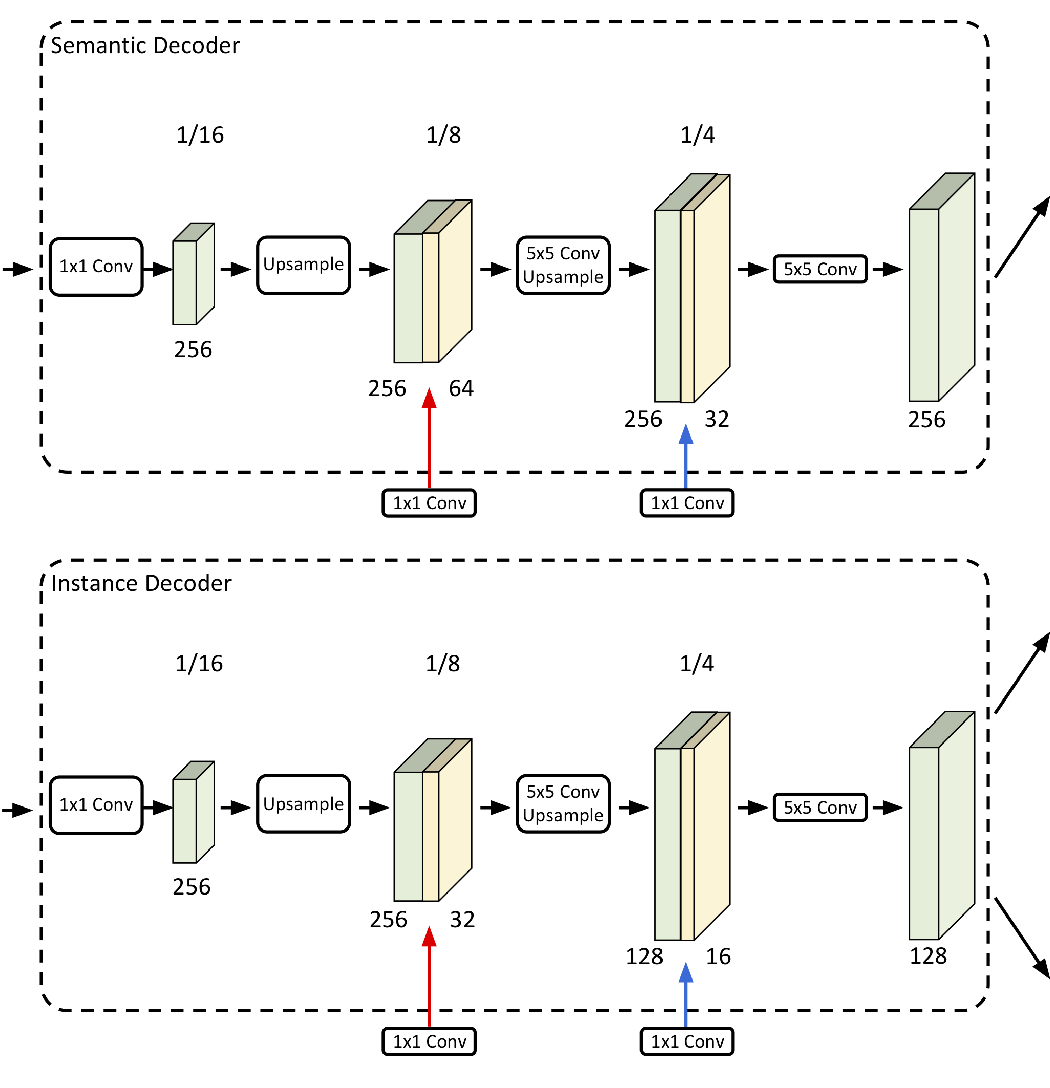 Semantic Decoder
1/16
1/8
1/4
1x1 Conv
Upsample
5x5 Conv
Upsample
5x5 Conv
256
256
64
256
32
256
1x1 Conv
1x1 Conv
Instance Decoder
1/16
1/8
1/4
1x1 Conv
Upsample
5x5 Conv
Upsample
5x5 Conv
256
256
32
128
16
128
1x1 Conv
1x1 Conv